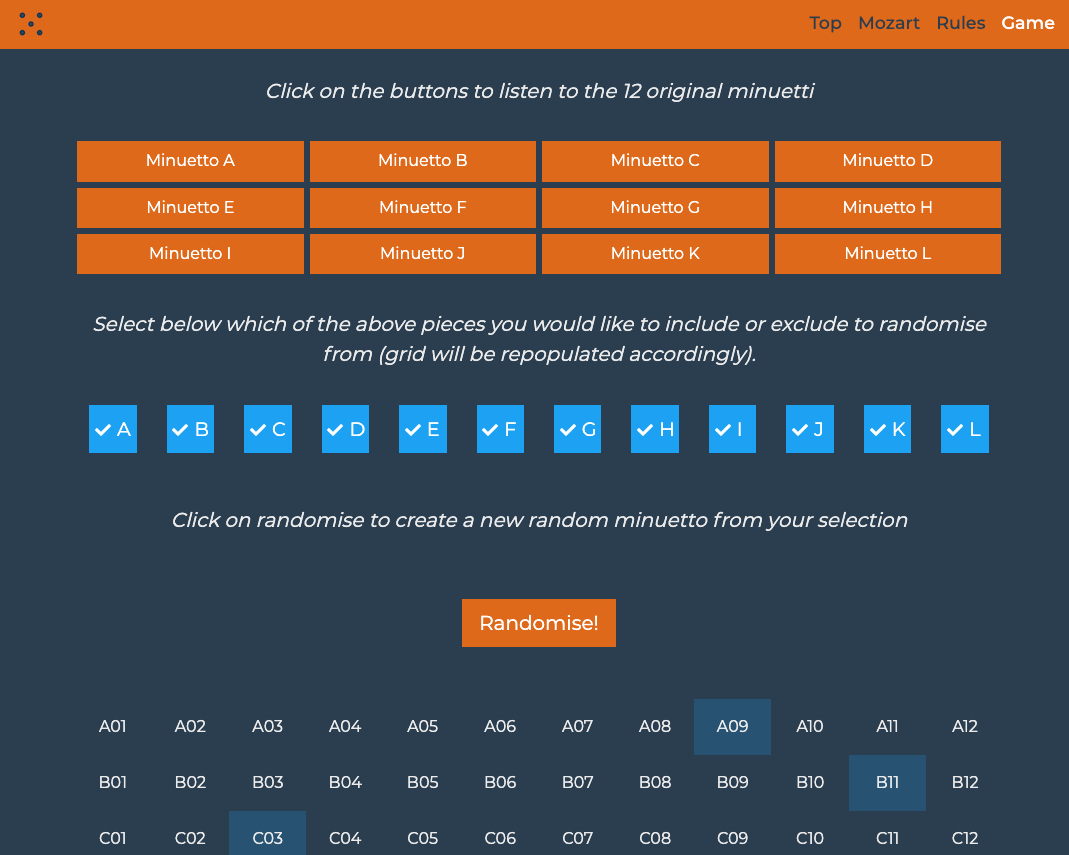 Top Mozart Rules Game
Click on the buttons to listen to the 12 original minuetti
Minuetto A Minuetto B Minuetto C Minuetto D
Minuetto E Minuetto F Minuetto G Minuetto H
Minuetto I Minuetto J Minuetto K Minuetto L
Select below which of the above pieces you would like to include or exclude to randomise
from (grid will be repopulated accordingly).
A B C D E F G H I J K L
Click on randomise to create a new random minuetto from your selection
Randomise!
A01 A02 A03 A04 A05 A06 A07 A08 A09 A10 A11 A12
B01 B02 B03 B04 B05 B06 B07 B08 B09 B10 B11 B12
C01 C02 C03 C04 C05 C06 C07 C08 C09 C10 C11 C12